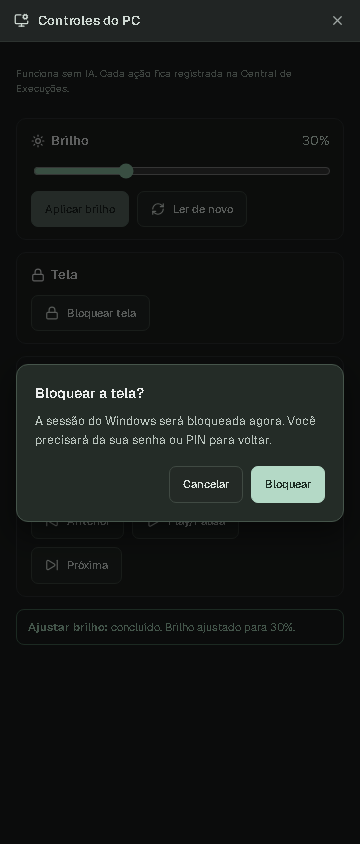 Controles do PC
Funciona sem IA. Cada ação fica registrada na Central de
Execuções.
Brilho 30%
Aplicar brilho Ler de novo
Tela
Bloquear tela
Bloquear a tela?
A sessão do Windows será bloqueada agora. Você
precisará da sua senha ou PIN para voltar.
Cancelar Bloquear
Anterior Play/Pausa
Próxima
Ajustar brilho: concluído. Brilho ajustado para 30%.